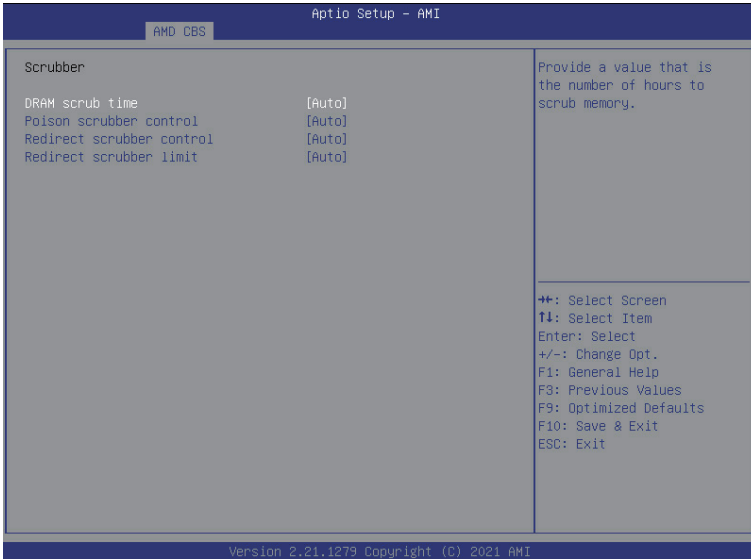 Aptio Setup – AMI
AMD CBS
Scrubber
DRAM scrub time [Auto]
Poison scrubber control [Auto]
Redirect scrubber control [Auto]
Redirect scrubber limit [Auto]
Provide a value that is
the number of hours to
scrub memory.
→←: Select Screen
↑↓: Select Item
Enter: Select
+/-: Change Opt.
F1: General Help
F3: Previous Values
F9: Optimized Defaults
F10: Save & Exit
ESC: Exit
Version 2.21.1279 Copyright (C) 2021 AMI